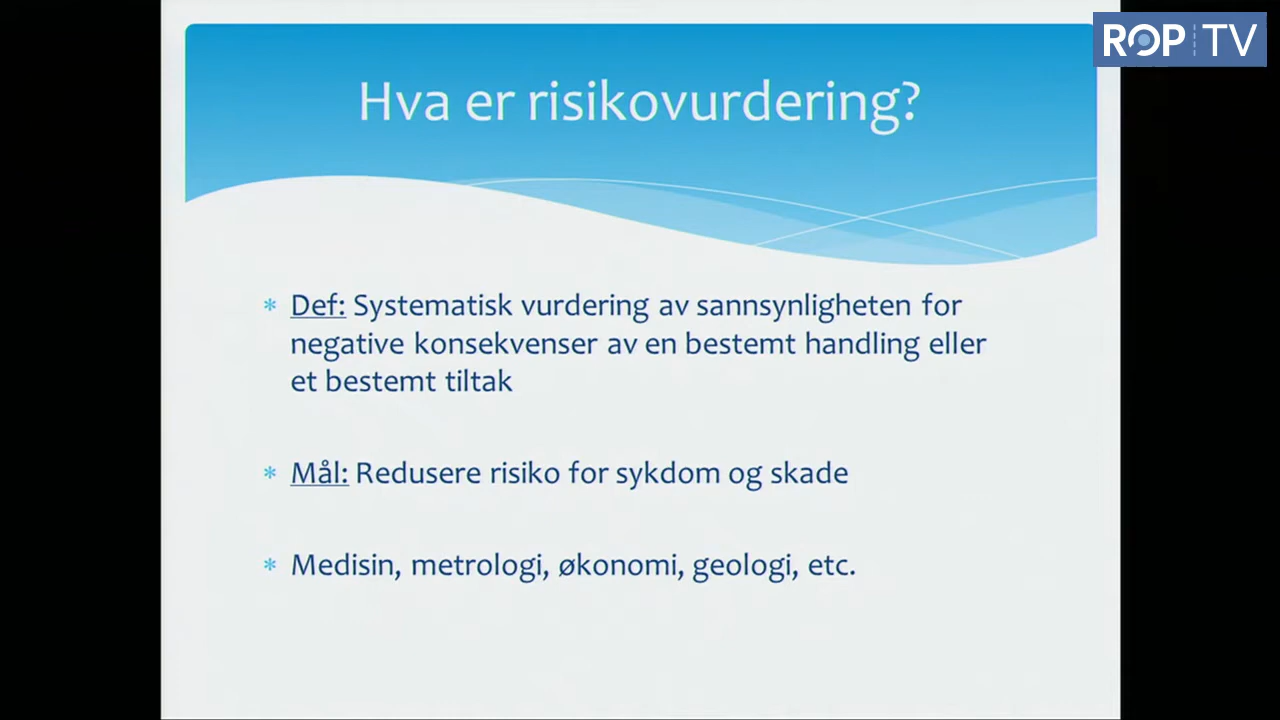 ROP TV
Hva er risikovurdering?
* Def: Systematisk vurdering av sannsynligheten for
negative konsekvenser av en bestemt handling eller
et bestemt tiltak
* Mål: Redusere risiko for sykdom og skade
* Medisin, metrologi, økonomi, geologi, etc.